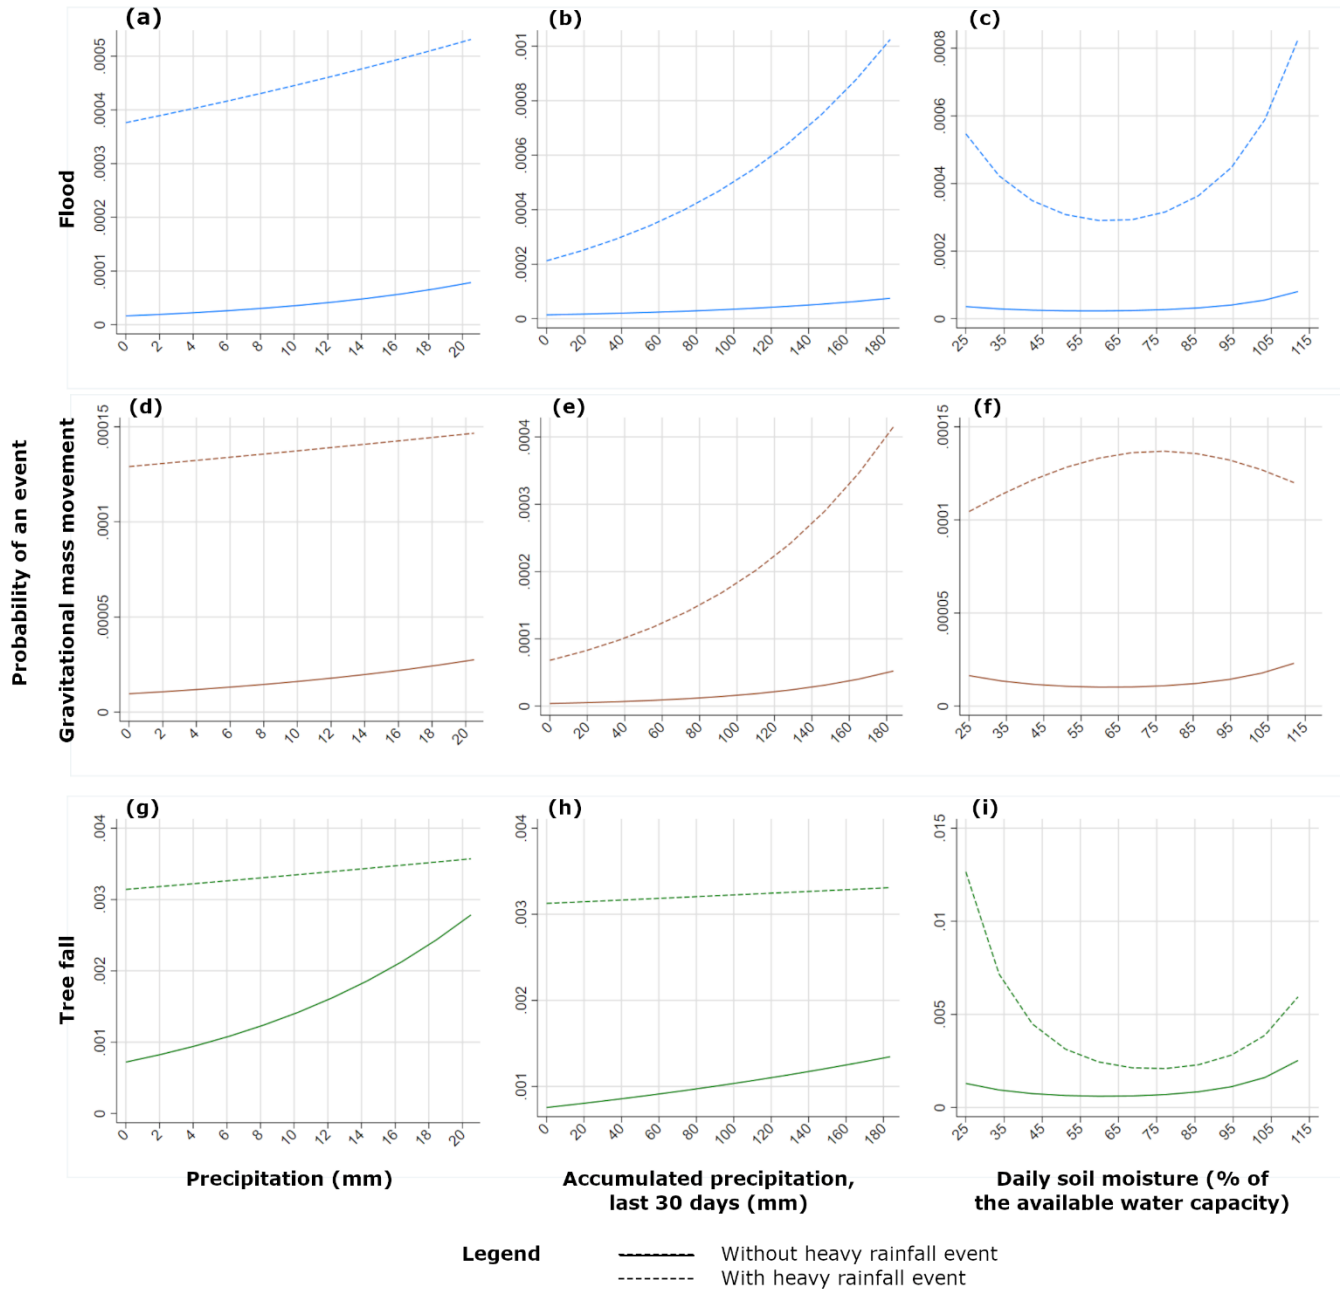 (a)
(b)
(c)
Flood
.0005
.0004
.0003
.0002
.0001
0
0 2 4 6 8 10 12 14 16 18 20
.001
.0008
.0006
.0004
.0002
0
0 20 40 60 80 100 120 140 160 180
.0008
.0006
.0004
.0002
0
25 35 45 55 65 75 85 95 105 115
Probability of an event
(d)
(e)
(f)
Gravitational mass movement
.00015
.0001
.00005
0
0 2 4 6 8 10 12 14 16 18 20
.0004
.0003
.0002
.0001
0
0 20 40 60 80 100 120 140 160 180
.00015
.0001
.00005
0
25 35 45 55 65 75 85 95 105 115
(g)
(h)
(i)
Tree fall
.004
.003
.002
.001
0
0 2 4 6 8 10 12 14 16 18 20
.004
.003
.002
.001
0 20 40 60 80 100 120 140 160 180
.015
.01
.005
0
25 35 45 55 65 75 85 95 105 115
Precipitation (mm)
Accumulated precipitation,
last 30 days (mm)
Daily soil moisture (% of
the available water capacity)
Legend
Without heavy rainfall event
With heavy rainfall event